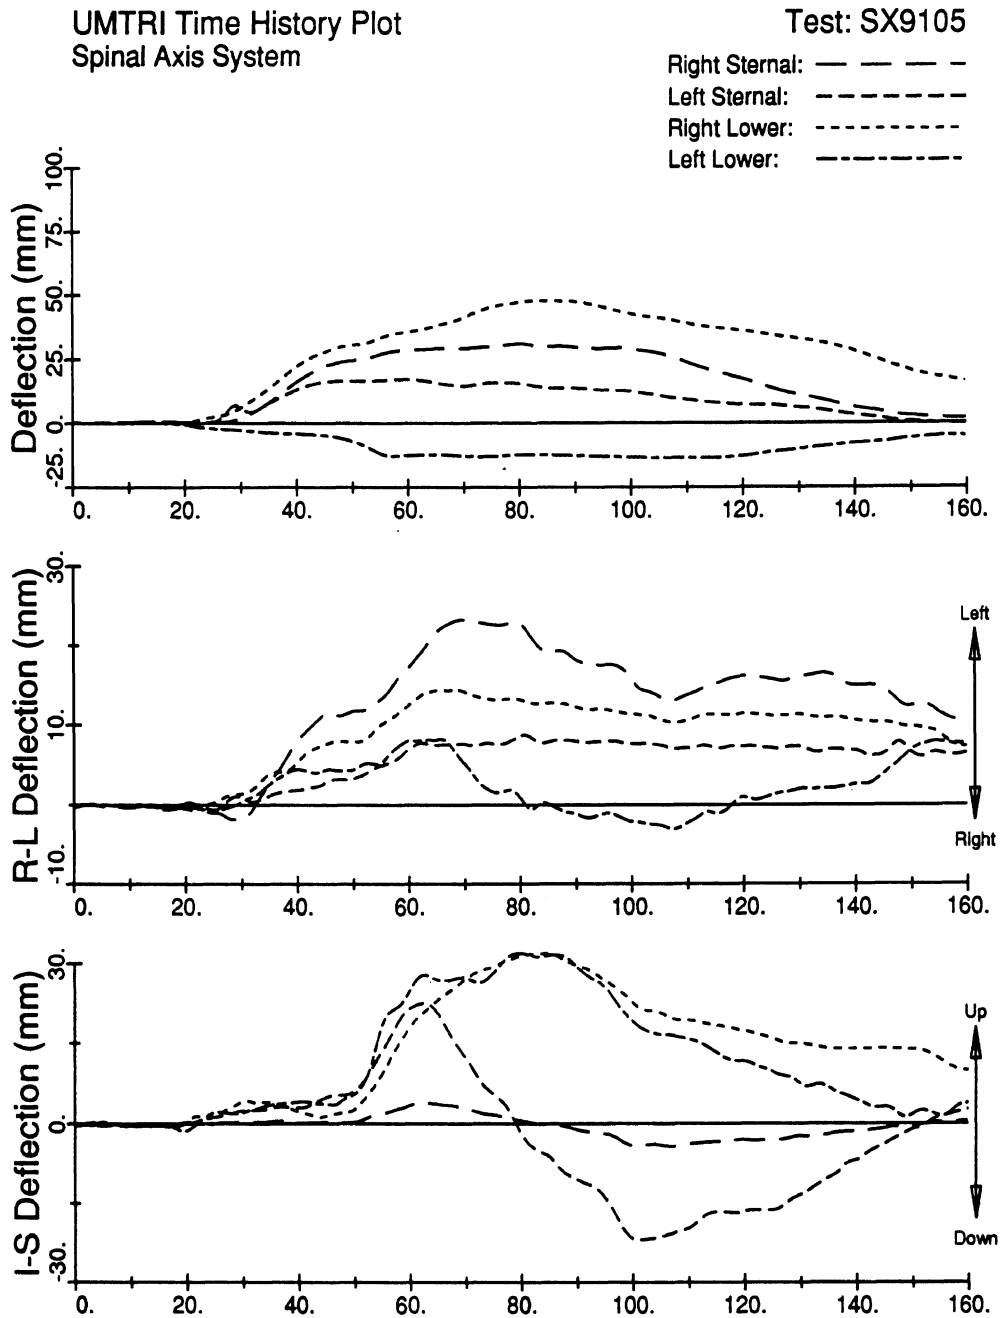 UMTRI Time History Plot
Test: SX9105
Spinal Axis System
Right Sternal:
Left Sternal:
Right Lower:
Left Lower:
Deflection (mm)
100.
75.
50.
25.
0.
-25.
0. 20. 40. 60. 80. 100. 120. 140. 160.
R-L Deflection (mm)
30.
10.
-10.
Left
Right
0. 20. 40. 60. 80. 100. 120. 140. 160.
I-S Deflection (mm)
30.
0.
-30.
Up
Down
0. 20. 40. 60. 80. 100. 120. 140. 160.